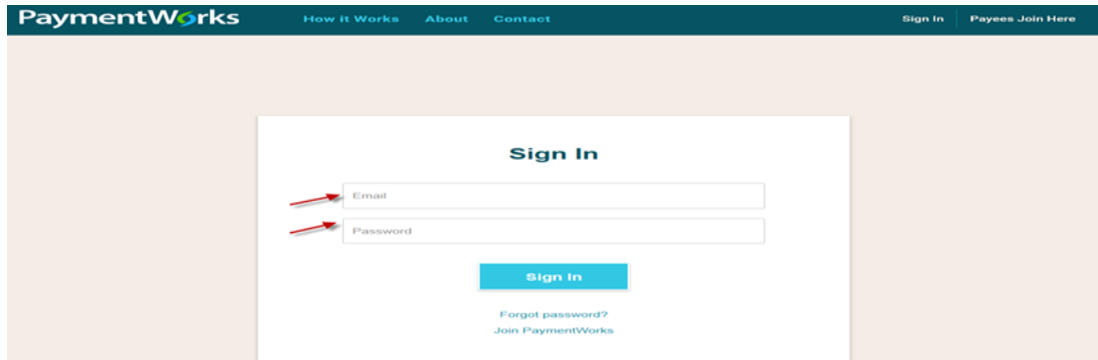 PaymentWorks How it Works About Contact Sign In Payees Join Here
Sign In
Email
Password
Sign In
Forgot password?
Join PaymentWorks